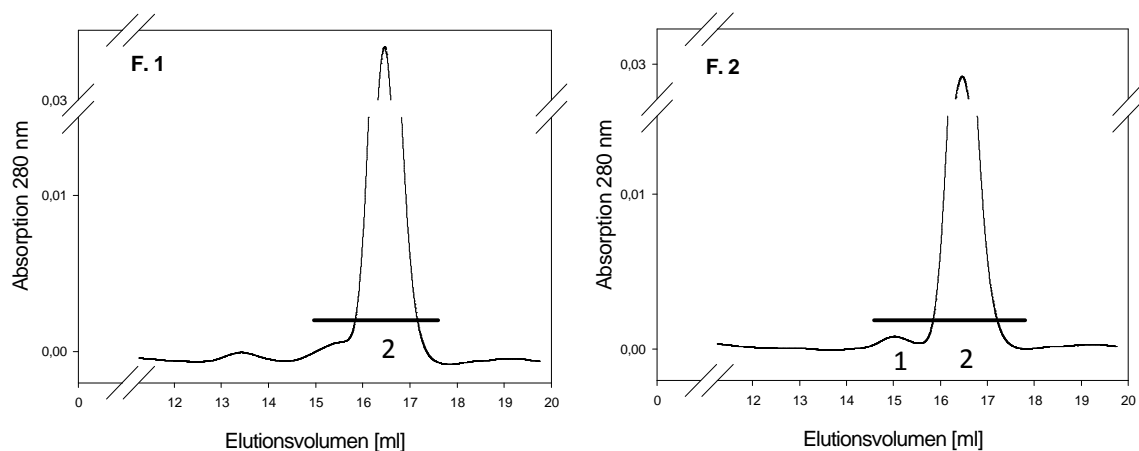 F. 1
0,03
0,01
0,00
Absorption 280 nm
2
0 12 13 14 15 16 17 18 19 20
Elutionsvolumen [ml]
F. 2
0,03
0,01
0,00
Absorption 280 nm
1 2
0 12 13 14 15 16 17 18 19 20
Elutionsvolumen [ml]